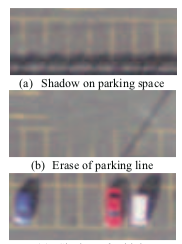 (a) Shadow on parking space
(b) Erase of parking line